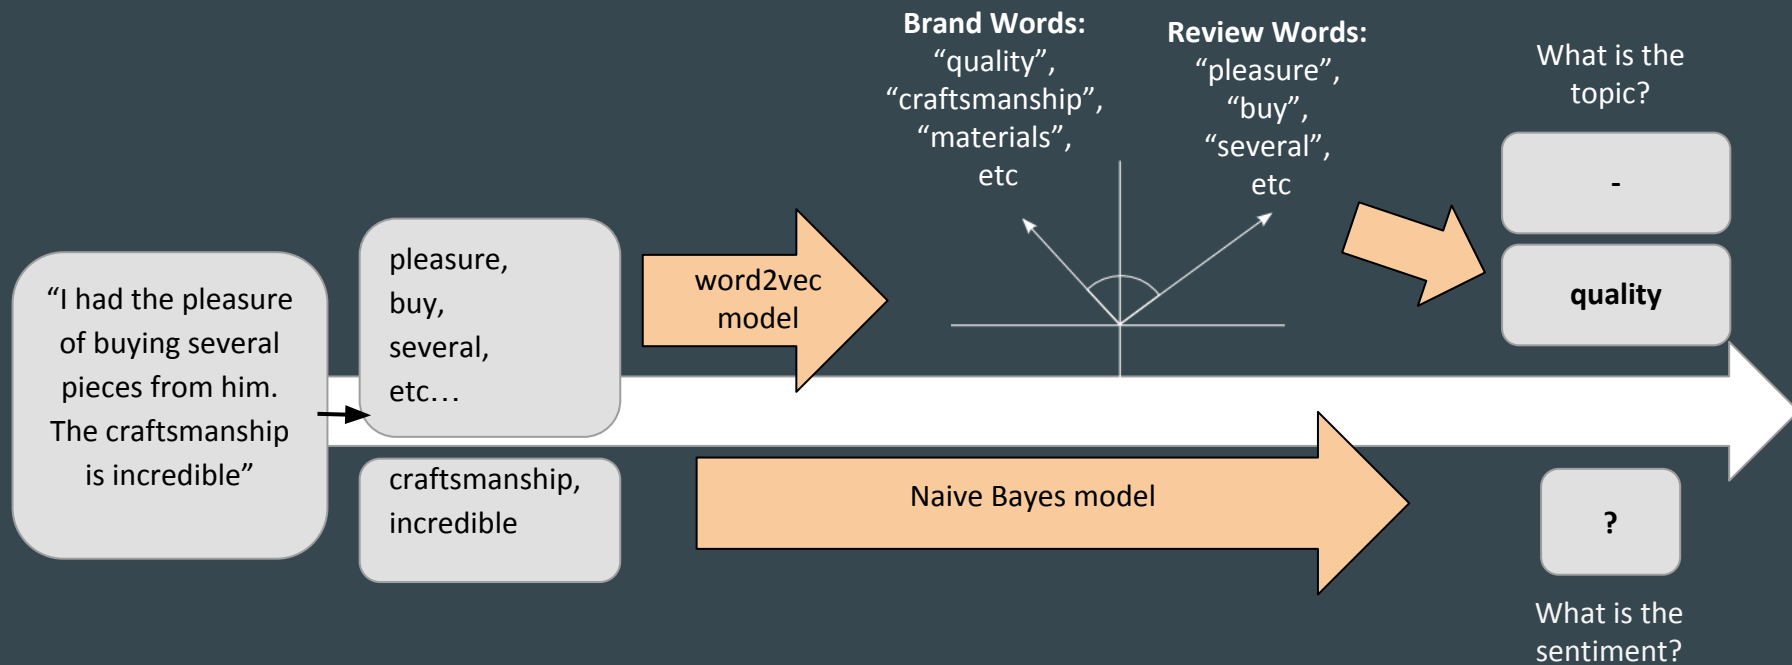 “I had the pleasure
of buying several
pieces from him.
The craftsmanship
is incredible”
pleasure,
buy,
several,
etc…
craftsmanship,
incredible
word2vec
model
Brand Words:
“quality”,
“craftsmanship”,
“materials”,
etc
Review Words:
“pleasure”,
“buy”,
“several”,
etc
What is the
topic?
-
quality
Naive Bayes model
?
What is the
sentiment?